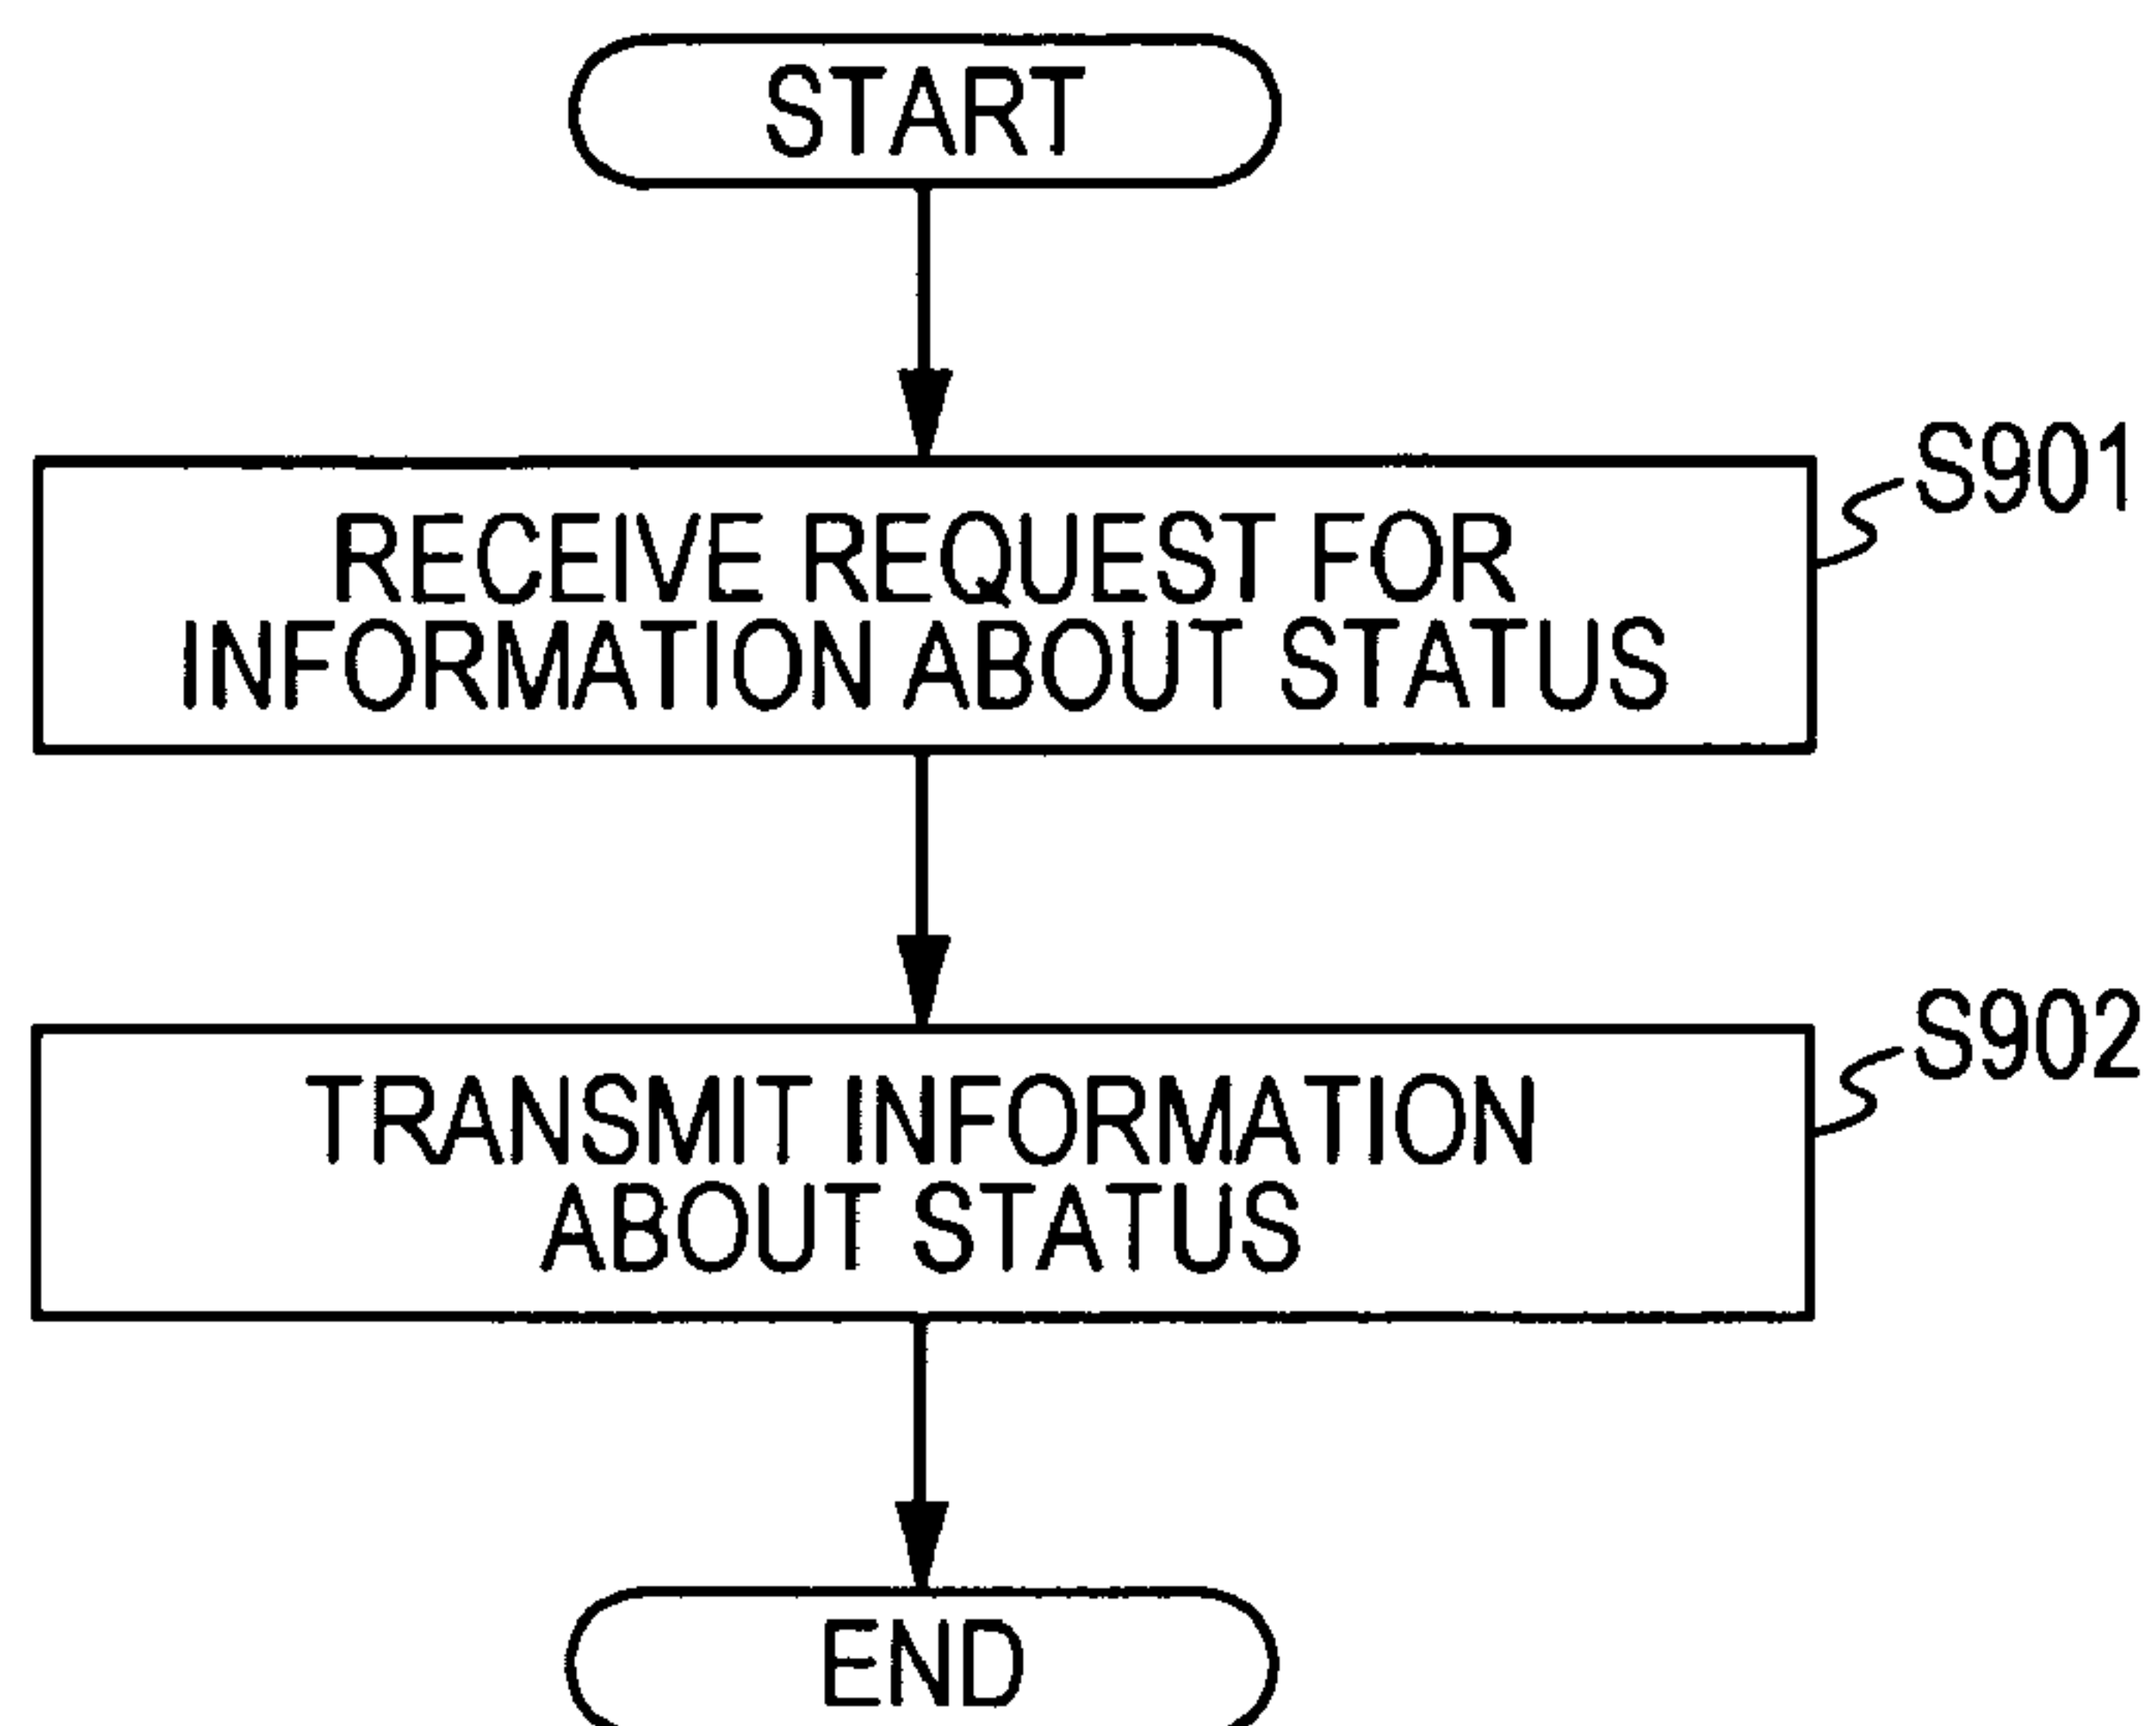 START
S901
RECEIVE REQUEST FOR
INFORMATION ABOUT STATUS
S902
TRANSMIT INFORMATION
ABOUT STATUS
END